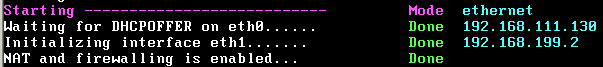 Starting --------------------------- Mode ethernet
Waiting for DHCPOFFER on eth0...... Done 192.168.111.130
Initializing interface eth1....... Done 192.168.199.2
NAT and firewalling is enabled... Done